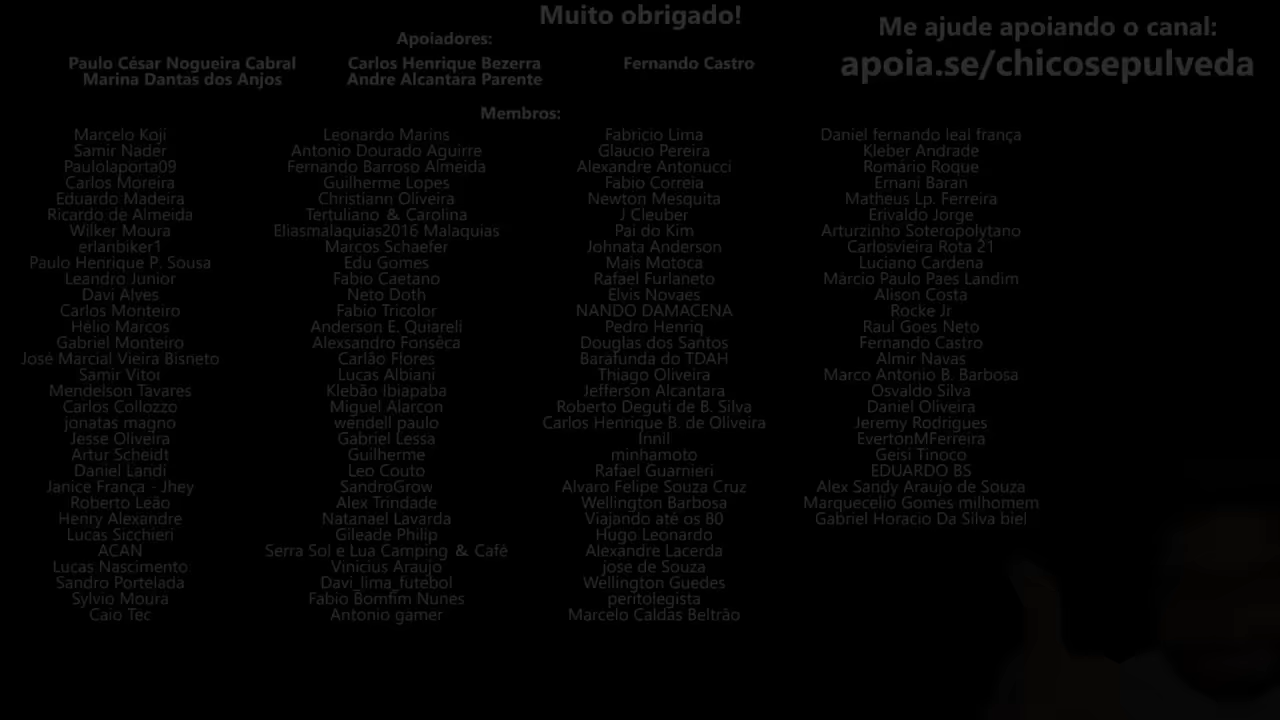 Muito obrigado!
Apoiadores:
Paulo César Nogueira Cabral
Marina Dantas dos Anjos
Carlos Henrique Bezerra
Andre Alcantara Parente
Fernando Castro
Me ajude apoiando o canal:
apoia.se/chicosepulveda
Membros:
Marcelo Koji
Samir Nader
Paulolaporta09
Carlos Moreira
Eduardo Madeira
Ricardo de Almeida
Wilker Moura
erlanbiker1
Paulo Henrique P. Sousa
Leandro Junior
Davi Alves
Carlos Monteiro
Hélio Marcos
Gabriel Monteiro
José Marcial Vieira Bisneto
Samir Vitor
Mendelson Tavares
Carlos Collozzo
jonatas magno
Jesse Oliveira
Artur Scheidt
Daniel Landi
Janice França - Jhey
Roberto Leão
Henry Alexandre
Lucas Sicchieri
ACAN
Lucas Nascimento
Sandro Portelada
Sylvio Moura
Caio Tec
Leonardo Marins
Antonio Dourado Aguirre
Fernando Barroso Almeida
Guilherme Lopes
Christiann Oliveira
Tertuliano & Carolina
Eliasmalaquias2016 Malaquias
Marcos Schaefer
Edu Gomes
Fabio Caetano
Neto Doth
Fabio Tricolor
Anderson E. Quiareli
Alexsandro Fonsêca
Carlão Flores
Lucas Albiani
Klebão Ibiapaba
Miguel Alarcon
wendell paulo
Gabriel Lessa
Guilherme
Leo Couto
SandroGrow
Alex Trindade
Natanael Lavarda
Gileade Philip
Serra Sol e Lua Camping & Café
Vinicius Araujo
Davi_lima_futebol
Fabio Bomfim Nunes
Antonio gamer
Fabricio Lima
Glaucio Pereira
Alexandre Antonucci
Fabio Correia
Newton Mesquita
J Cleuber
Pai do Kim
Johnata Anderson
Mais Motoca
Rafael Furlaneto
Elvis Novaes
NANDO DAMACENA
Pedro Henriq
Douglas dos Santos
Barafunda do TDAH
Thiago Oliveira
Jefferson Alcantara
Roberto Deguti de B. Silva
Carlos Henrique B. de Oliveira
Innil
minhamoto
Rafael Guarnieri
Alvaro Felipe Souza Cruz
Wellington Barbosa
Viajando até os 80
Hugo Leonardo
Alexandre Lacerda
jose de Souza
Wellington Guedes
peritolegista
Marcelo Caldas Beltrão
Daniel fernando leal frança
Kleber Andrade
Romário Roque
Ernani Baran
Matheus Lp. Ferreira
Erivaldo Jorge
Arturzinho Soteropolytano
Carlosvieira Rota 21
Luciano Cardena
Márcio Paulo Paes Landim
Alison Costa
Rocke Jr
Raul Goes Neto
Fernando Castro
Almir Navas
Marco Antonio B. Barbosa
Osvaldo Silva
Daniel Oliveira
Jeremy Rodrigues
EvertonMFerreira
Geisi Tinoco
EDUARDO BS
Alex Sandy Araujo de Souza
Marquecelio Gomes milhomem
Gabriel Horacio Da Silva biel